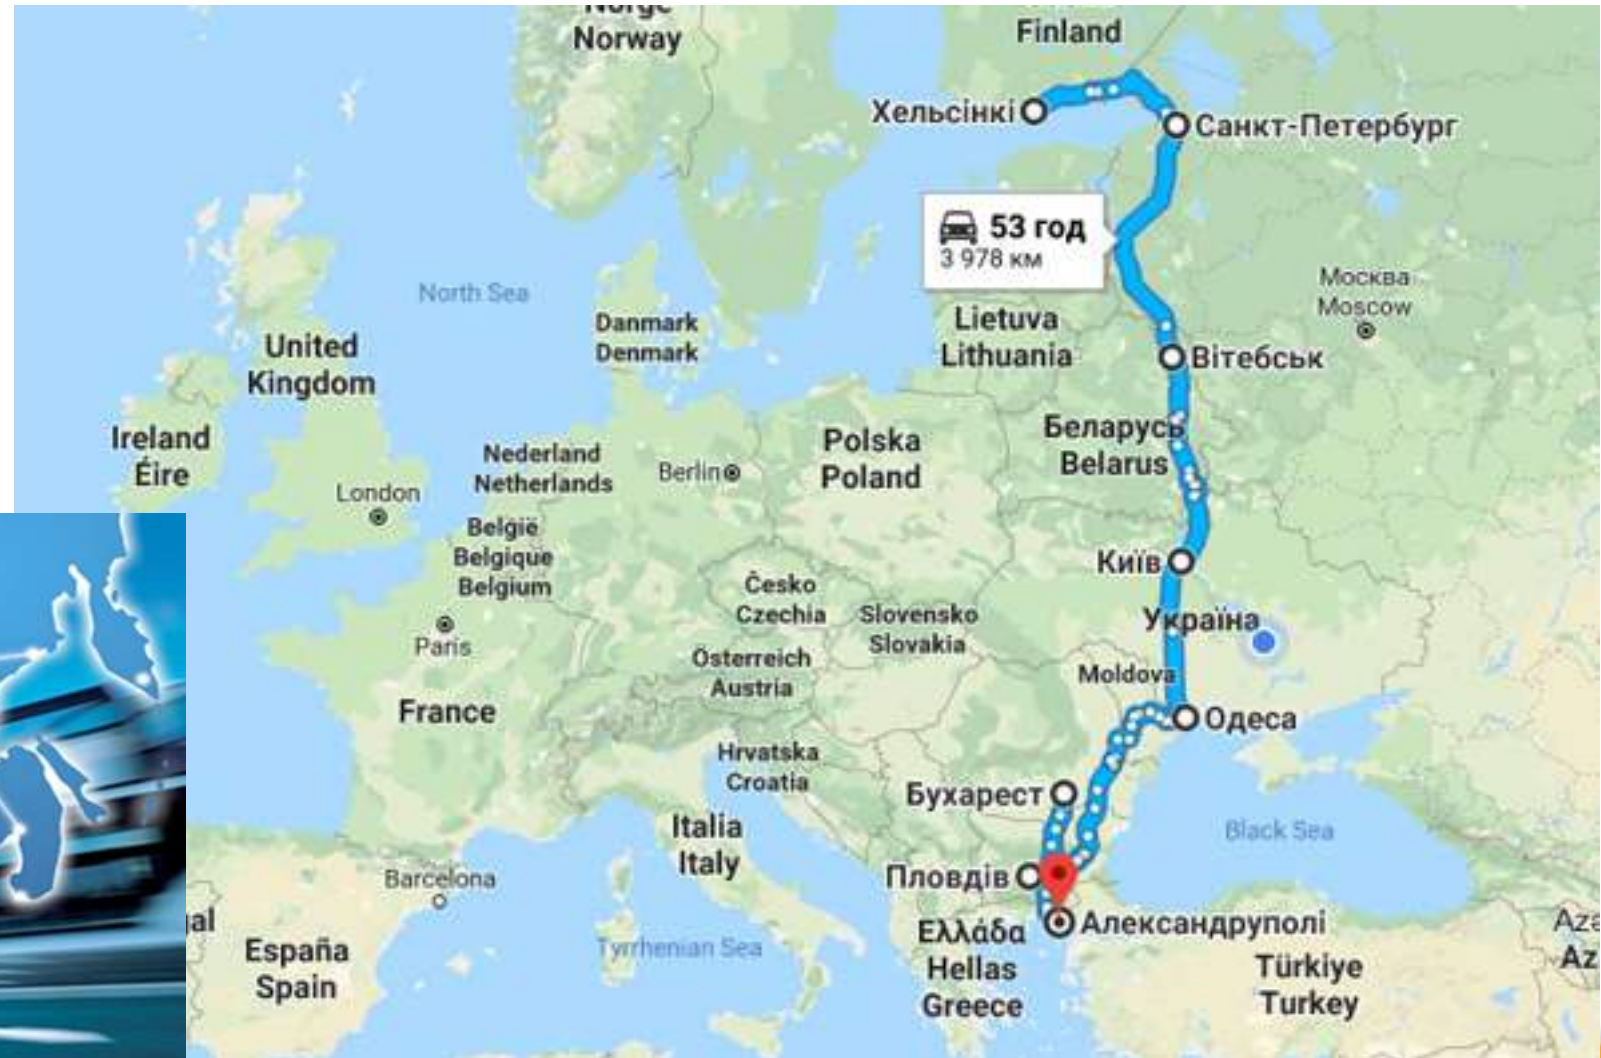 Norge
Norway
Finland
Хельсінкі
Санкт-Петербург
53 год
3 978 км
North Sea
Москва
Moscow
Danmark
Denmark
Lietuva
Lithuania
United
Kingdom
Вітебськ
Ireland
Éire
Беларусь
Belarus
Polska
Poland
Nederland
Netherlands
Berlin
London
België
Belgique
Belgium
Київ
Česko
Czechia
Slovensko
Slovakia
Україна
Paris
Österreich
Austria
Moldova
France
Одеса
Hrvatska
Croatia
Бухарест
Italia
Italy
Black Sea
Barcelona
Пловдів
Александруполі
Ελλάδα
Hellas
Greece
España
Spain
Tyrrhenian Sea
Türkiye
Turkey